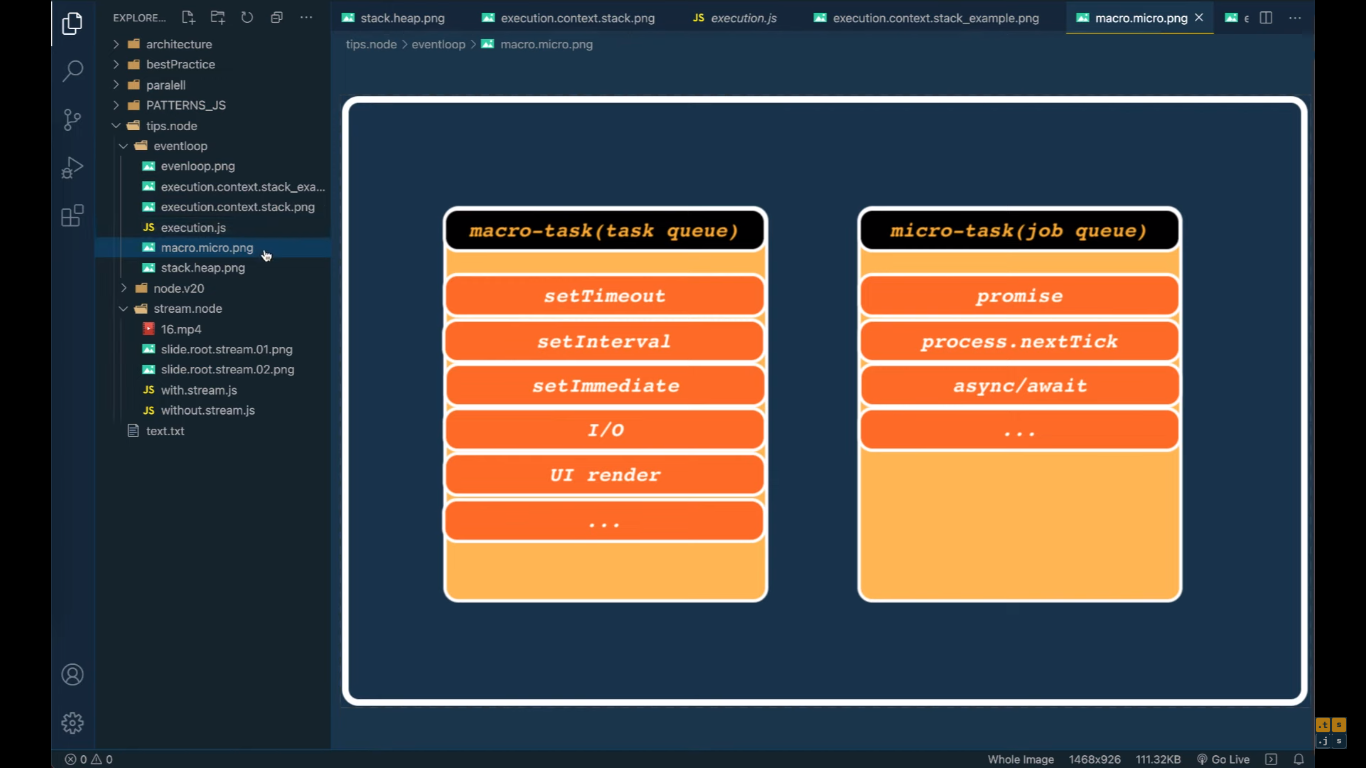 EXPLORE...
architecture
bestPractice
paralell
PATTERNS_JS
tips.node
eventloop
evenloop.png
execution.context.stack_exa...
execution.context.stack.png
JS execution.js
macro.micro.png
stack.heap.png
node.v20
stream.node
16.mp4
slide.root.stream.01.png
slide.root.stream.02.png
JS with.stream.js
JS without.stream.js
text.txt
stack.heap.png
execution.context.stack.png
JS execution.js
execution.context.stack_example.png
macro.micro.png
e
tips.node > eventloop > macro.micro.png
macro-task(task queue)
setTimeout
setInterval
setImmediate
I/O
UI render
...
micro-task(job queue)
promise
process.nextTick
async/await
...
0 0
Whole Image 1468x926 111.32KB Go Live
.t s
.j s